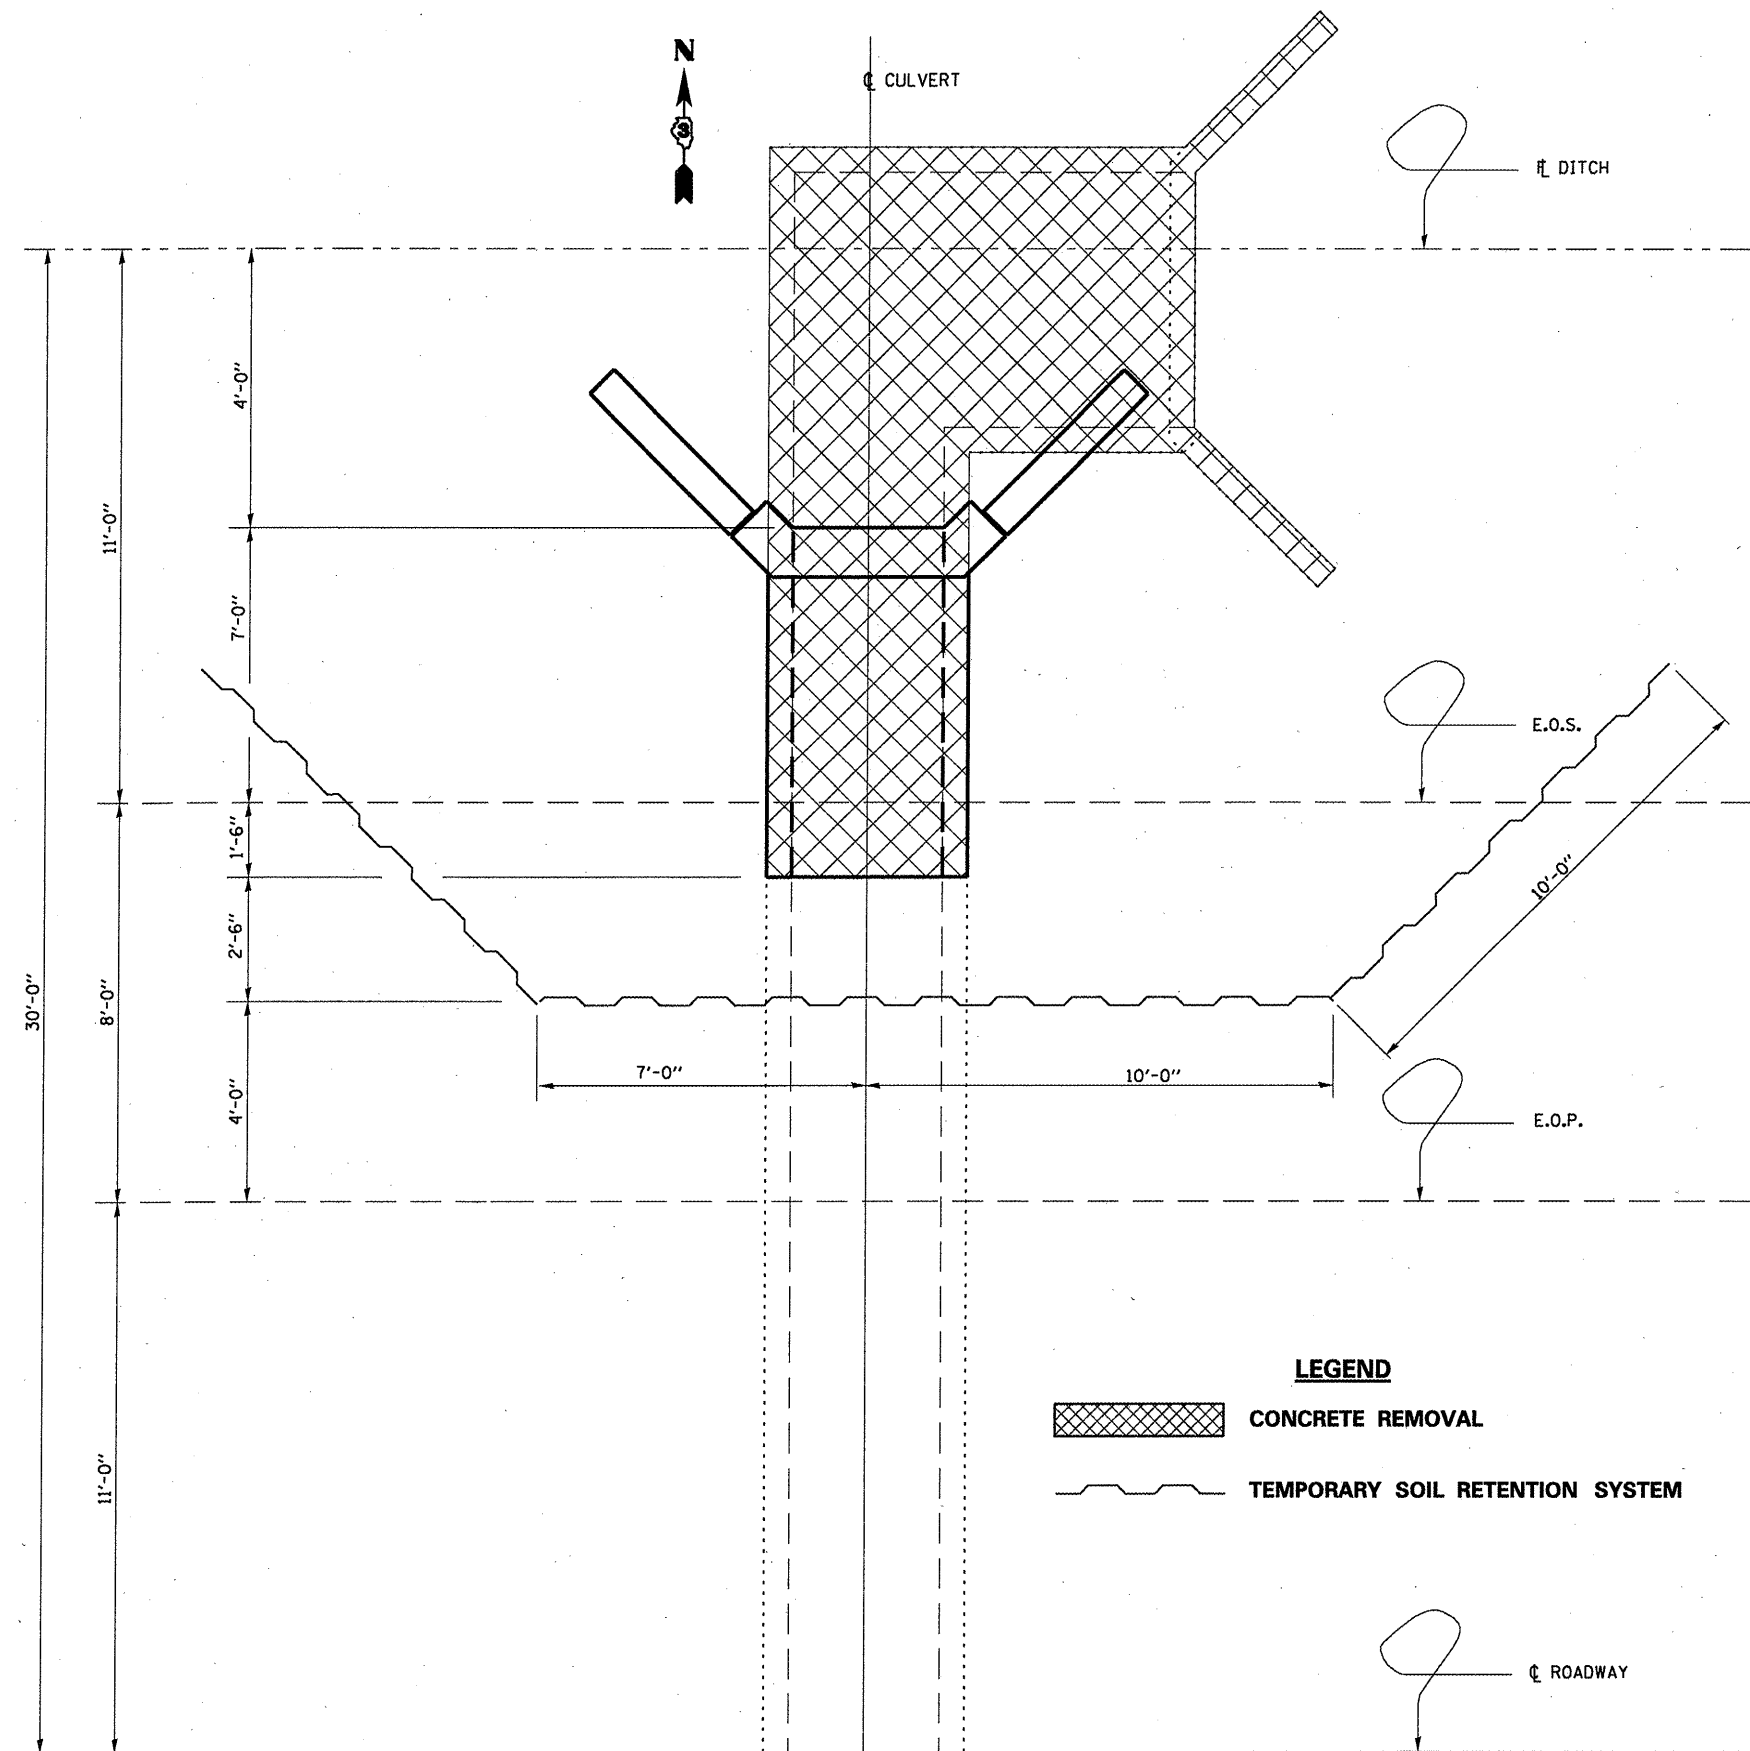 N
3
℄ CULVERT
℄ DITCH
4'-0"
11'-0"
7'-0"
E.O.S.
1'-6"
10'-0"
2'-6"
30'-0"
8'-0"
7'-0"
10'-0"
4'-0"
E.O.P.
LEGEND
CONCRETE REMOVAL
TEMPORARY SOIL RETENTION SYSTEM
11'-0"
℄ ROADWAY